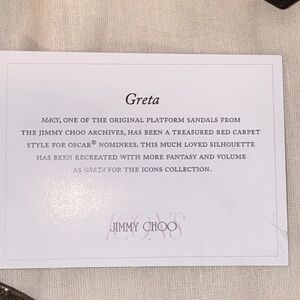 Greta
MACY, ONE OF THE ORIGINAL PLATFORM SANDALS FROM
THE JIMMY CHOO ARCHIVES, HAS BEEN A TREASURED RED CARPET
STYLE FOR OSCAR® NOMINEES. THIS MUCH LOVED SILHOUETTE
HAS BEEN RECREATED WITH MORE FANTASY AND VOLUME
AS GRETA FOR THE ICONS COLLECTION.
ICONS
JIMMY CHOO